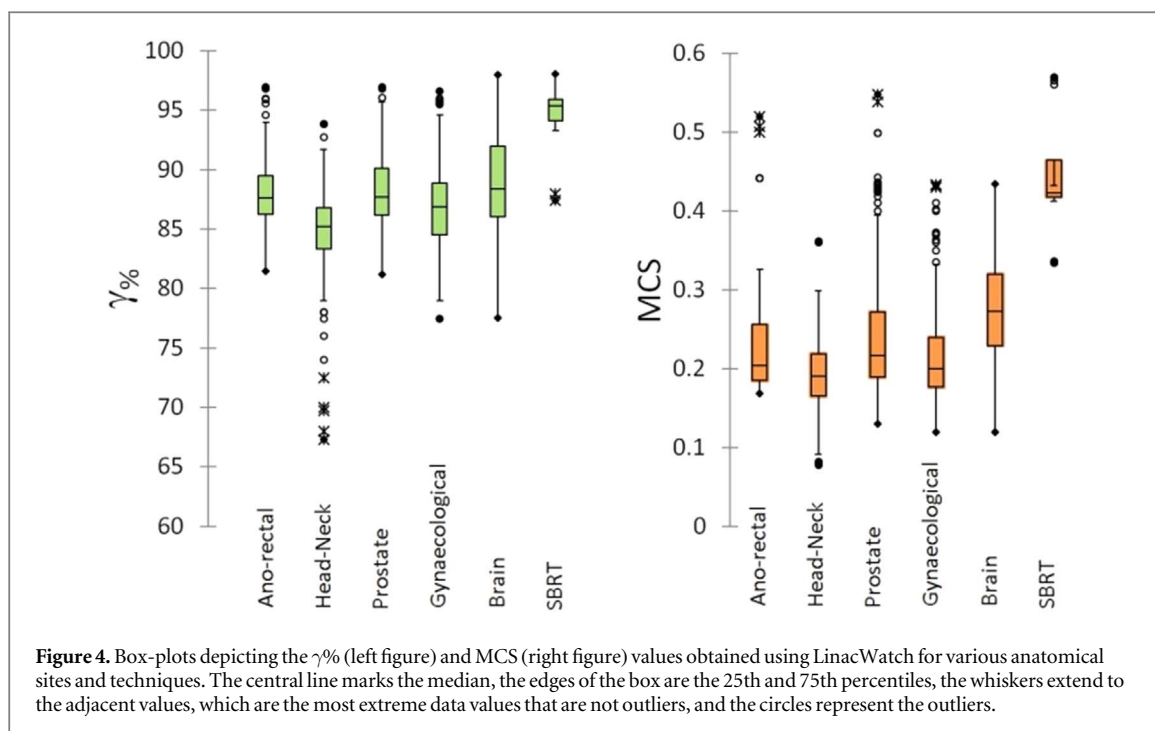 100
95
90
85
80
75
70
65
60
γ%
Ano-rectal
Head-Neck
Prostate
Gynaecological
Brain
SBRT
0.6
0.5
0.4
0.3
0.2
0.1
0
MCS
Ano-rectal
Head-Neck
Prostate
Gynaecological
Brain
SBRT
Figure 4. Box-plots depicting the γ% (left figure) and MCS (right figure) values obtained using LinacWatch for various anatomical
sites and techniques. The central line marks the median, the edges of the box are the 25th and 75th percentiles, the whiskers extend to
the adjacent values, which are the most extreme data values that are not outliers, and the circles represent the outliers.